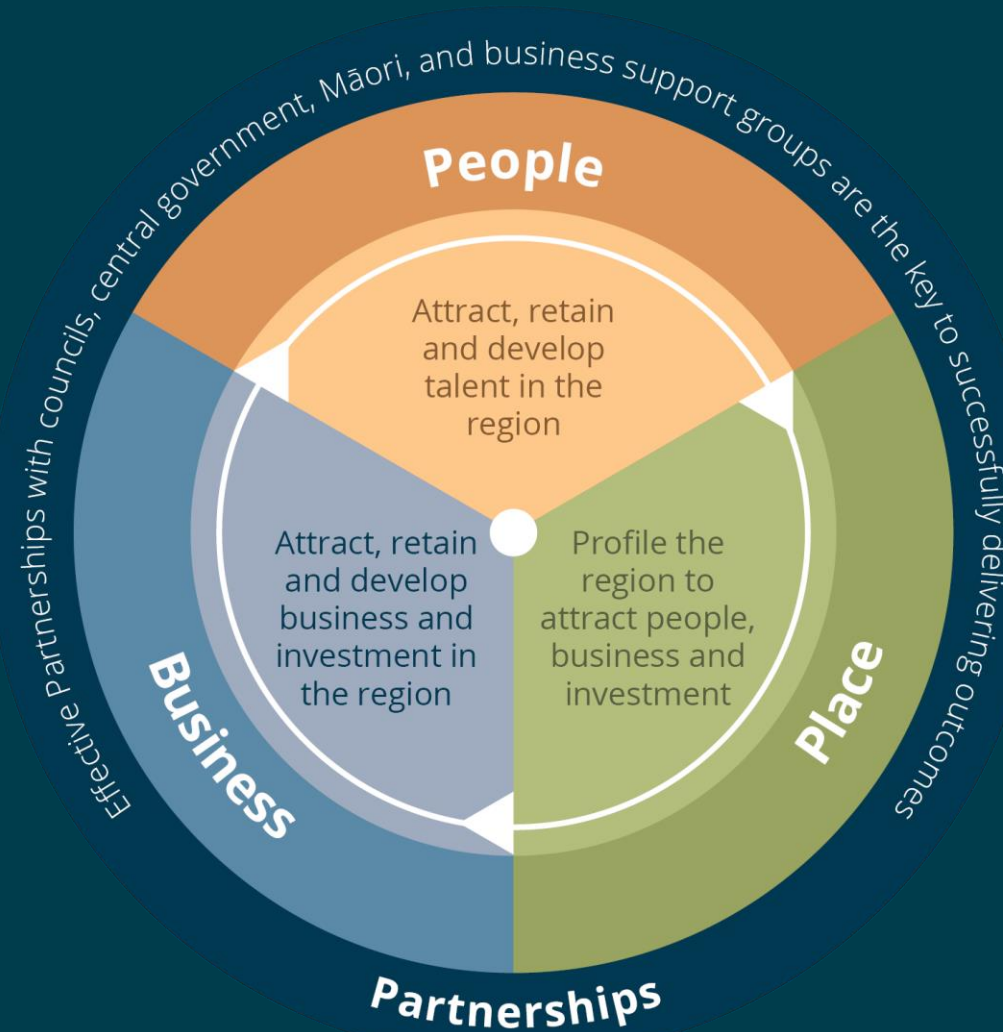 Effective Partnerships with councils, central government, Māori, and business support groups are the key to successfully delivering outcomes
People
Attract, retain
and develop
talent in the
region
Attract, retain
and develop
business and
investment in
the region
Profile the
region to
attract people,
business and
investment
Business
Place
Partnerships